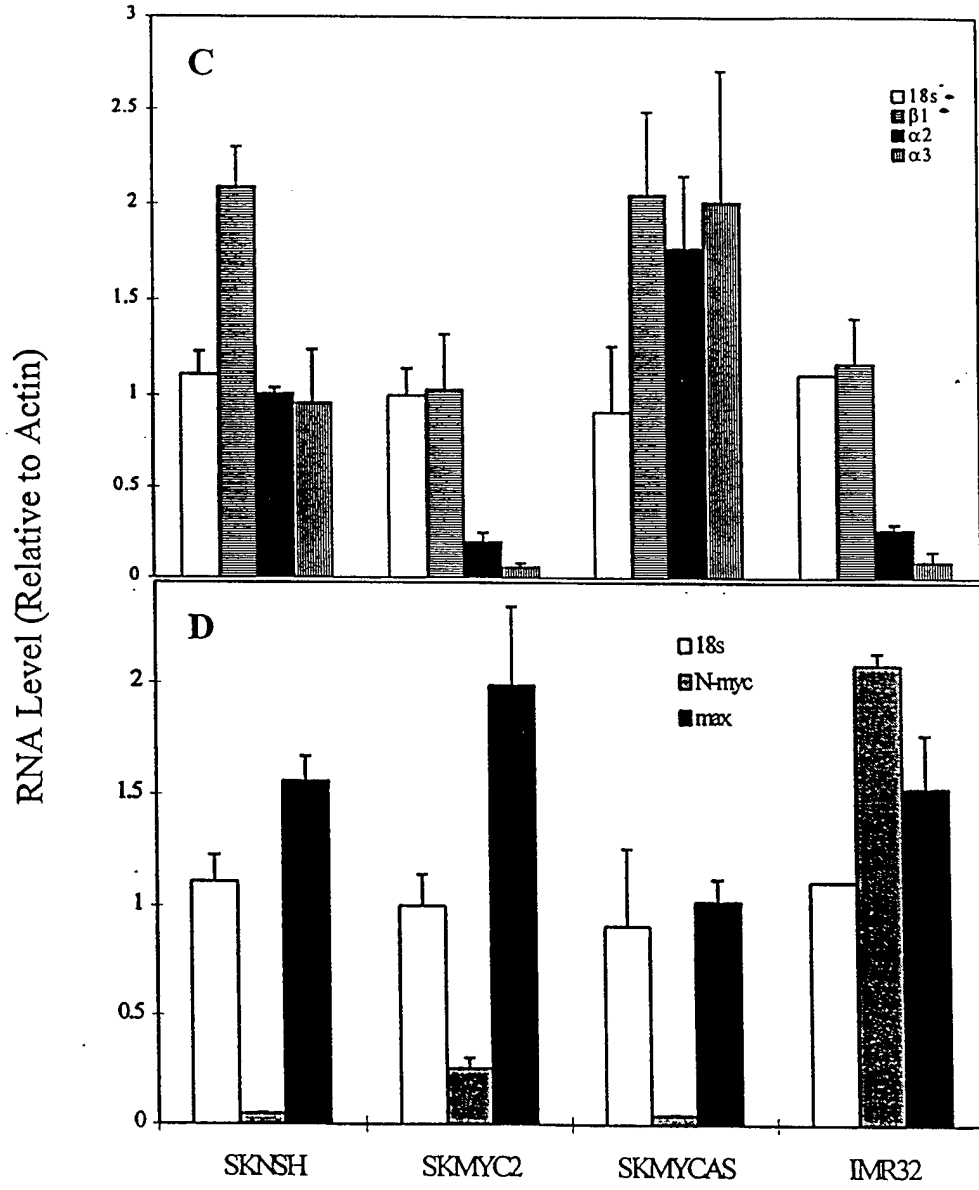 RNA Level (Relative to Actin)
C
3
2.5
2
1.5
1
0.5
0
18s
β1
α2
α3
D
2
1.5
1
0.5
0
18s
N-myc
max
SKNSH
SKMYC2
SKMYCAS
IMR32